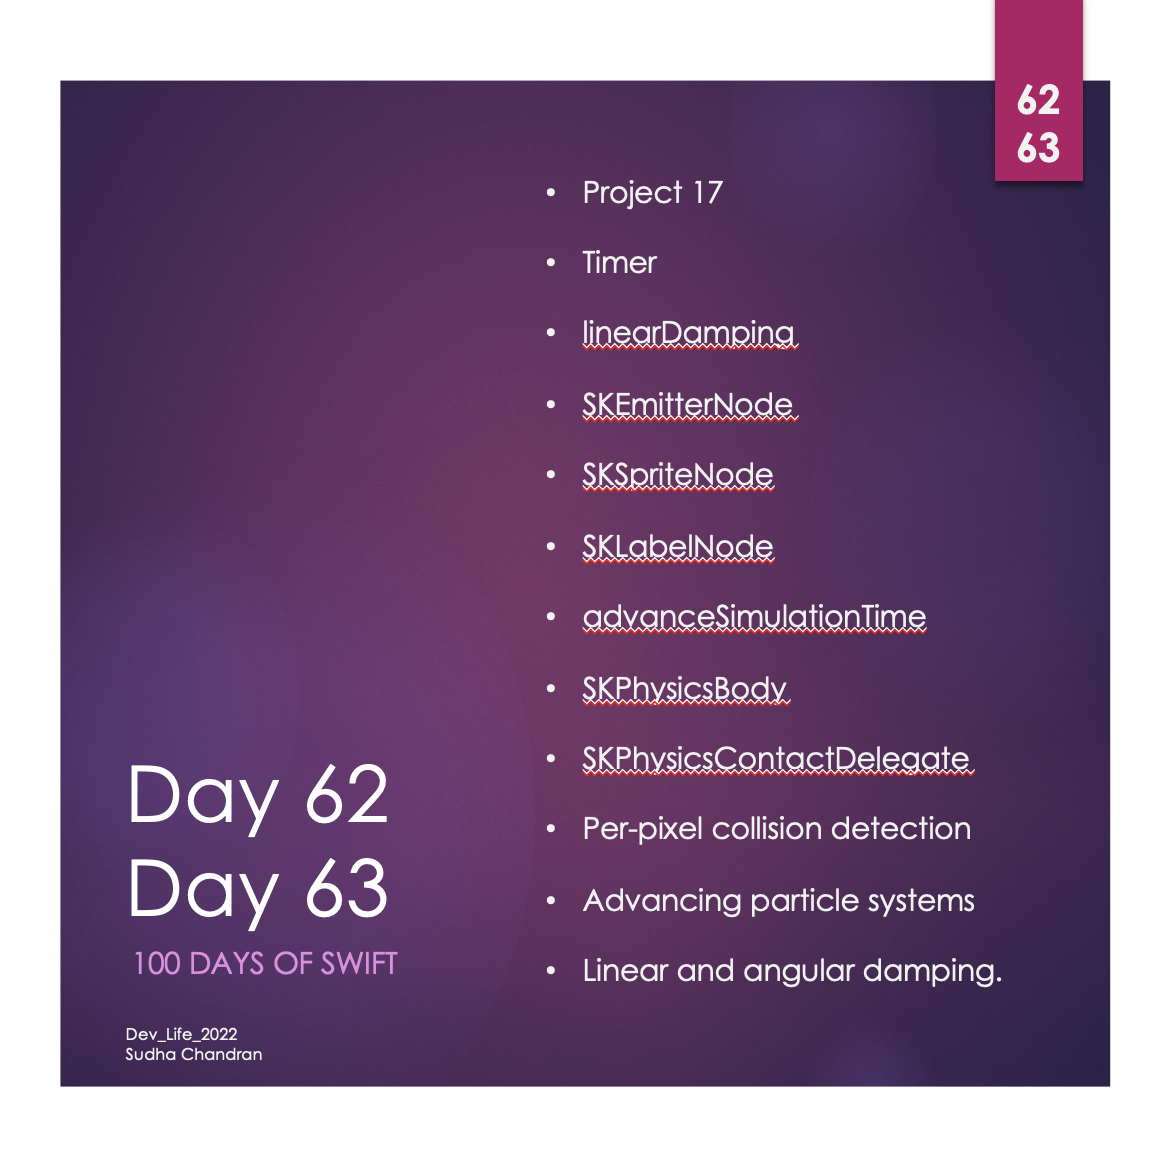 62
63
• Project 17
• Timer
• linearDamping
• SKEmitterNode
• SKSpriteNode
• SKLabelNode
• advanceSimulationTime
• SKPhysicsBody
• SKPhysicsContactDelegate
• Per-pixel collision detection
• Advancing particle systems
• Linear and angular damping.
Day 62
Day 63
100 DAYS OF SWIFT
Dev_Life_2022
Sudha Chandran